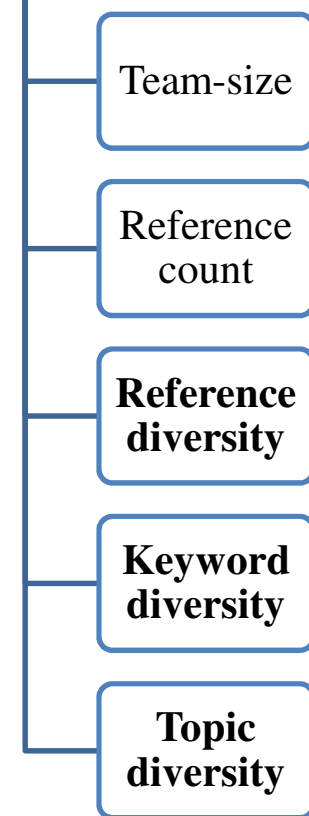 Team-size
Reference
count
Reference
diversity
Keyword
diversity
Topic
diversity